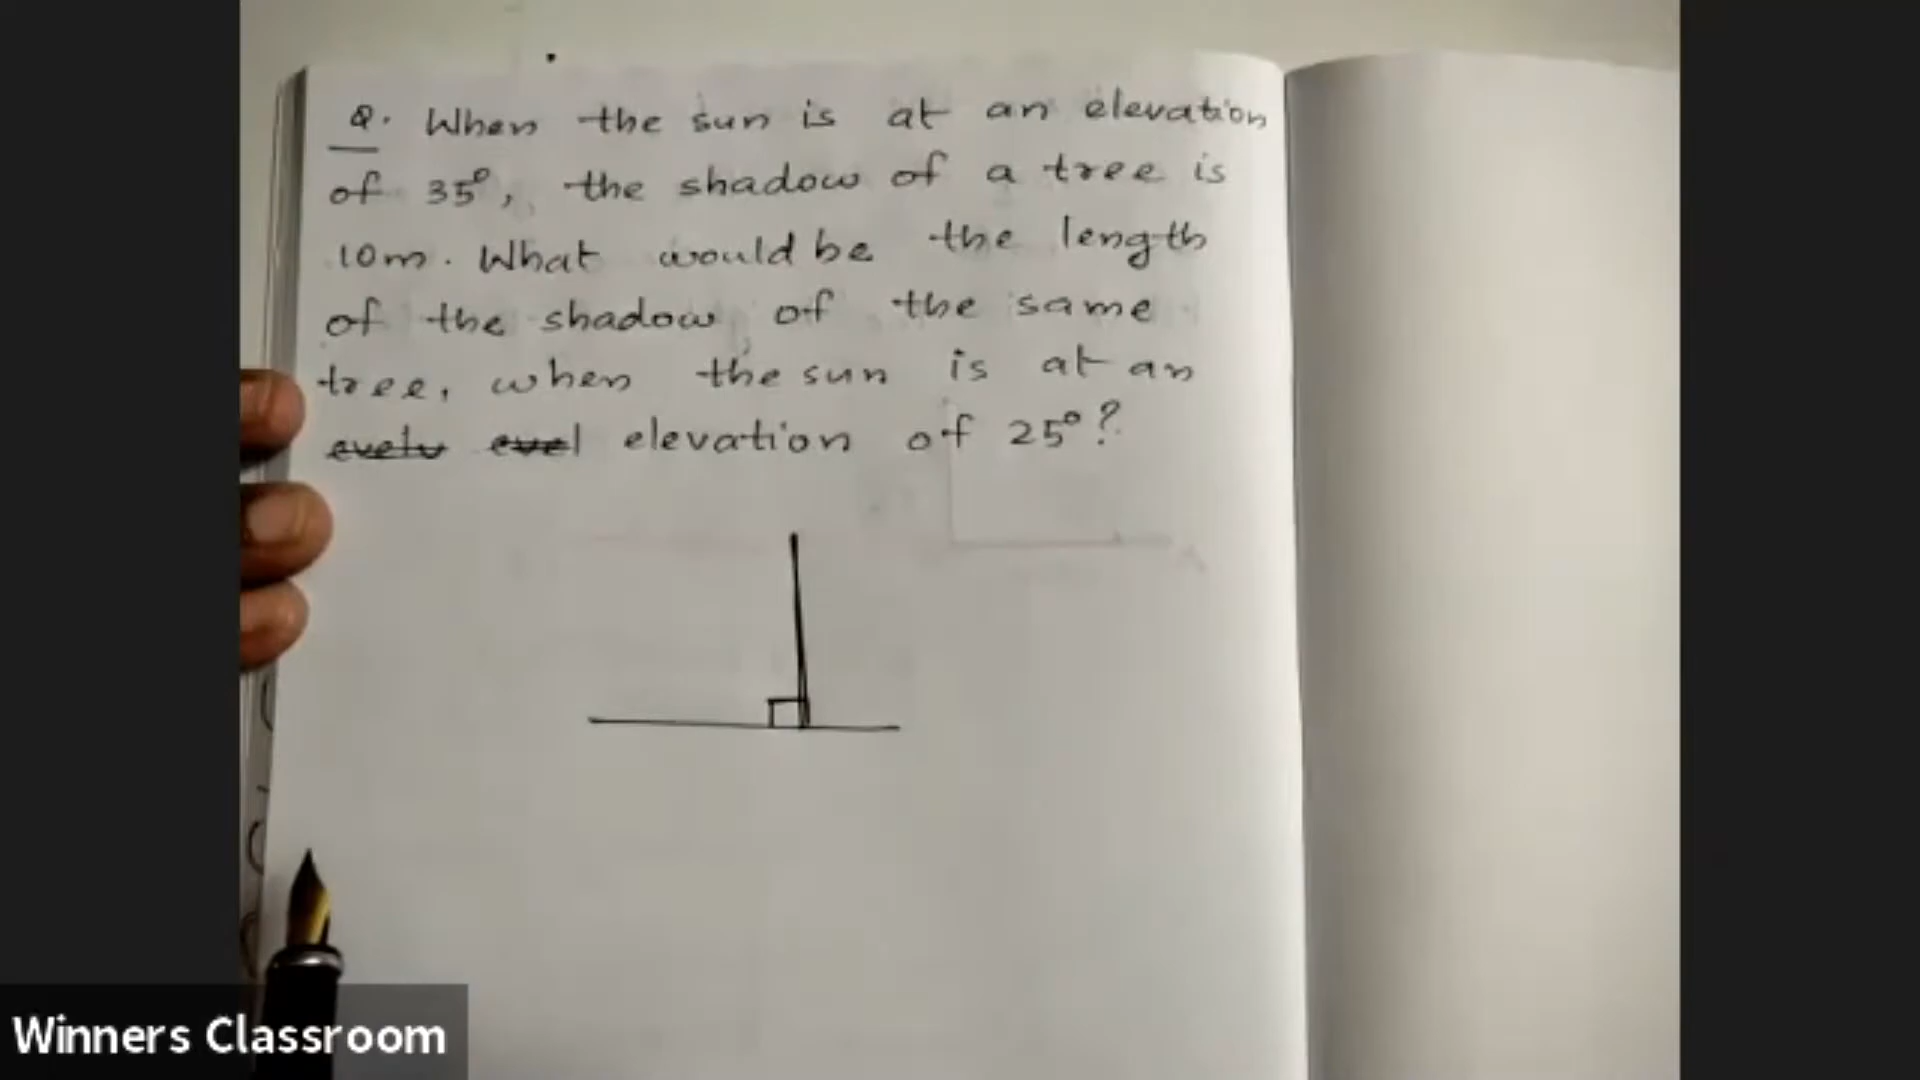 Q. When the sun is at an elevation
of 35°, the shadow of a tree is
10m. What would be the length
of the shadow of the same
tree, when the sun is at an
elevation of 25°?
Winners Classroom